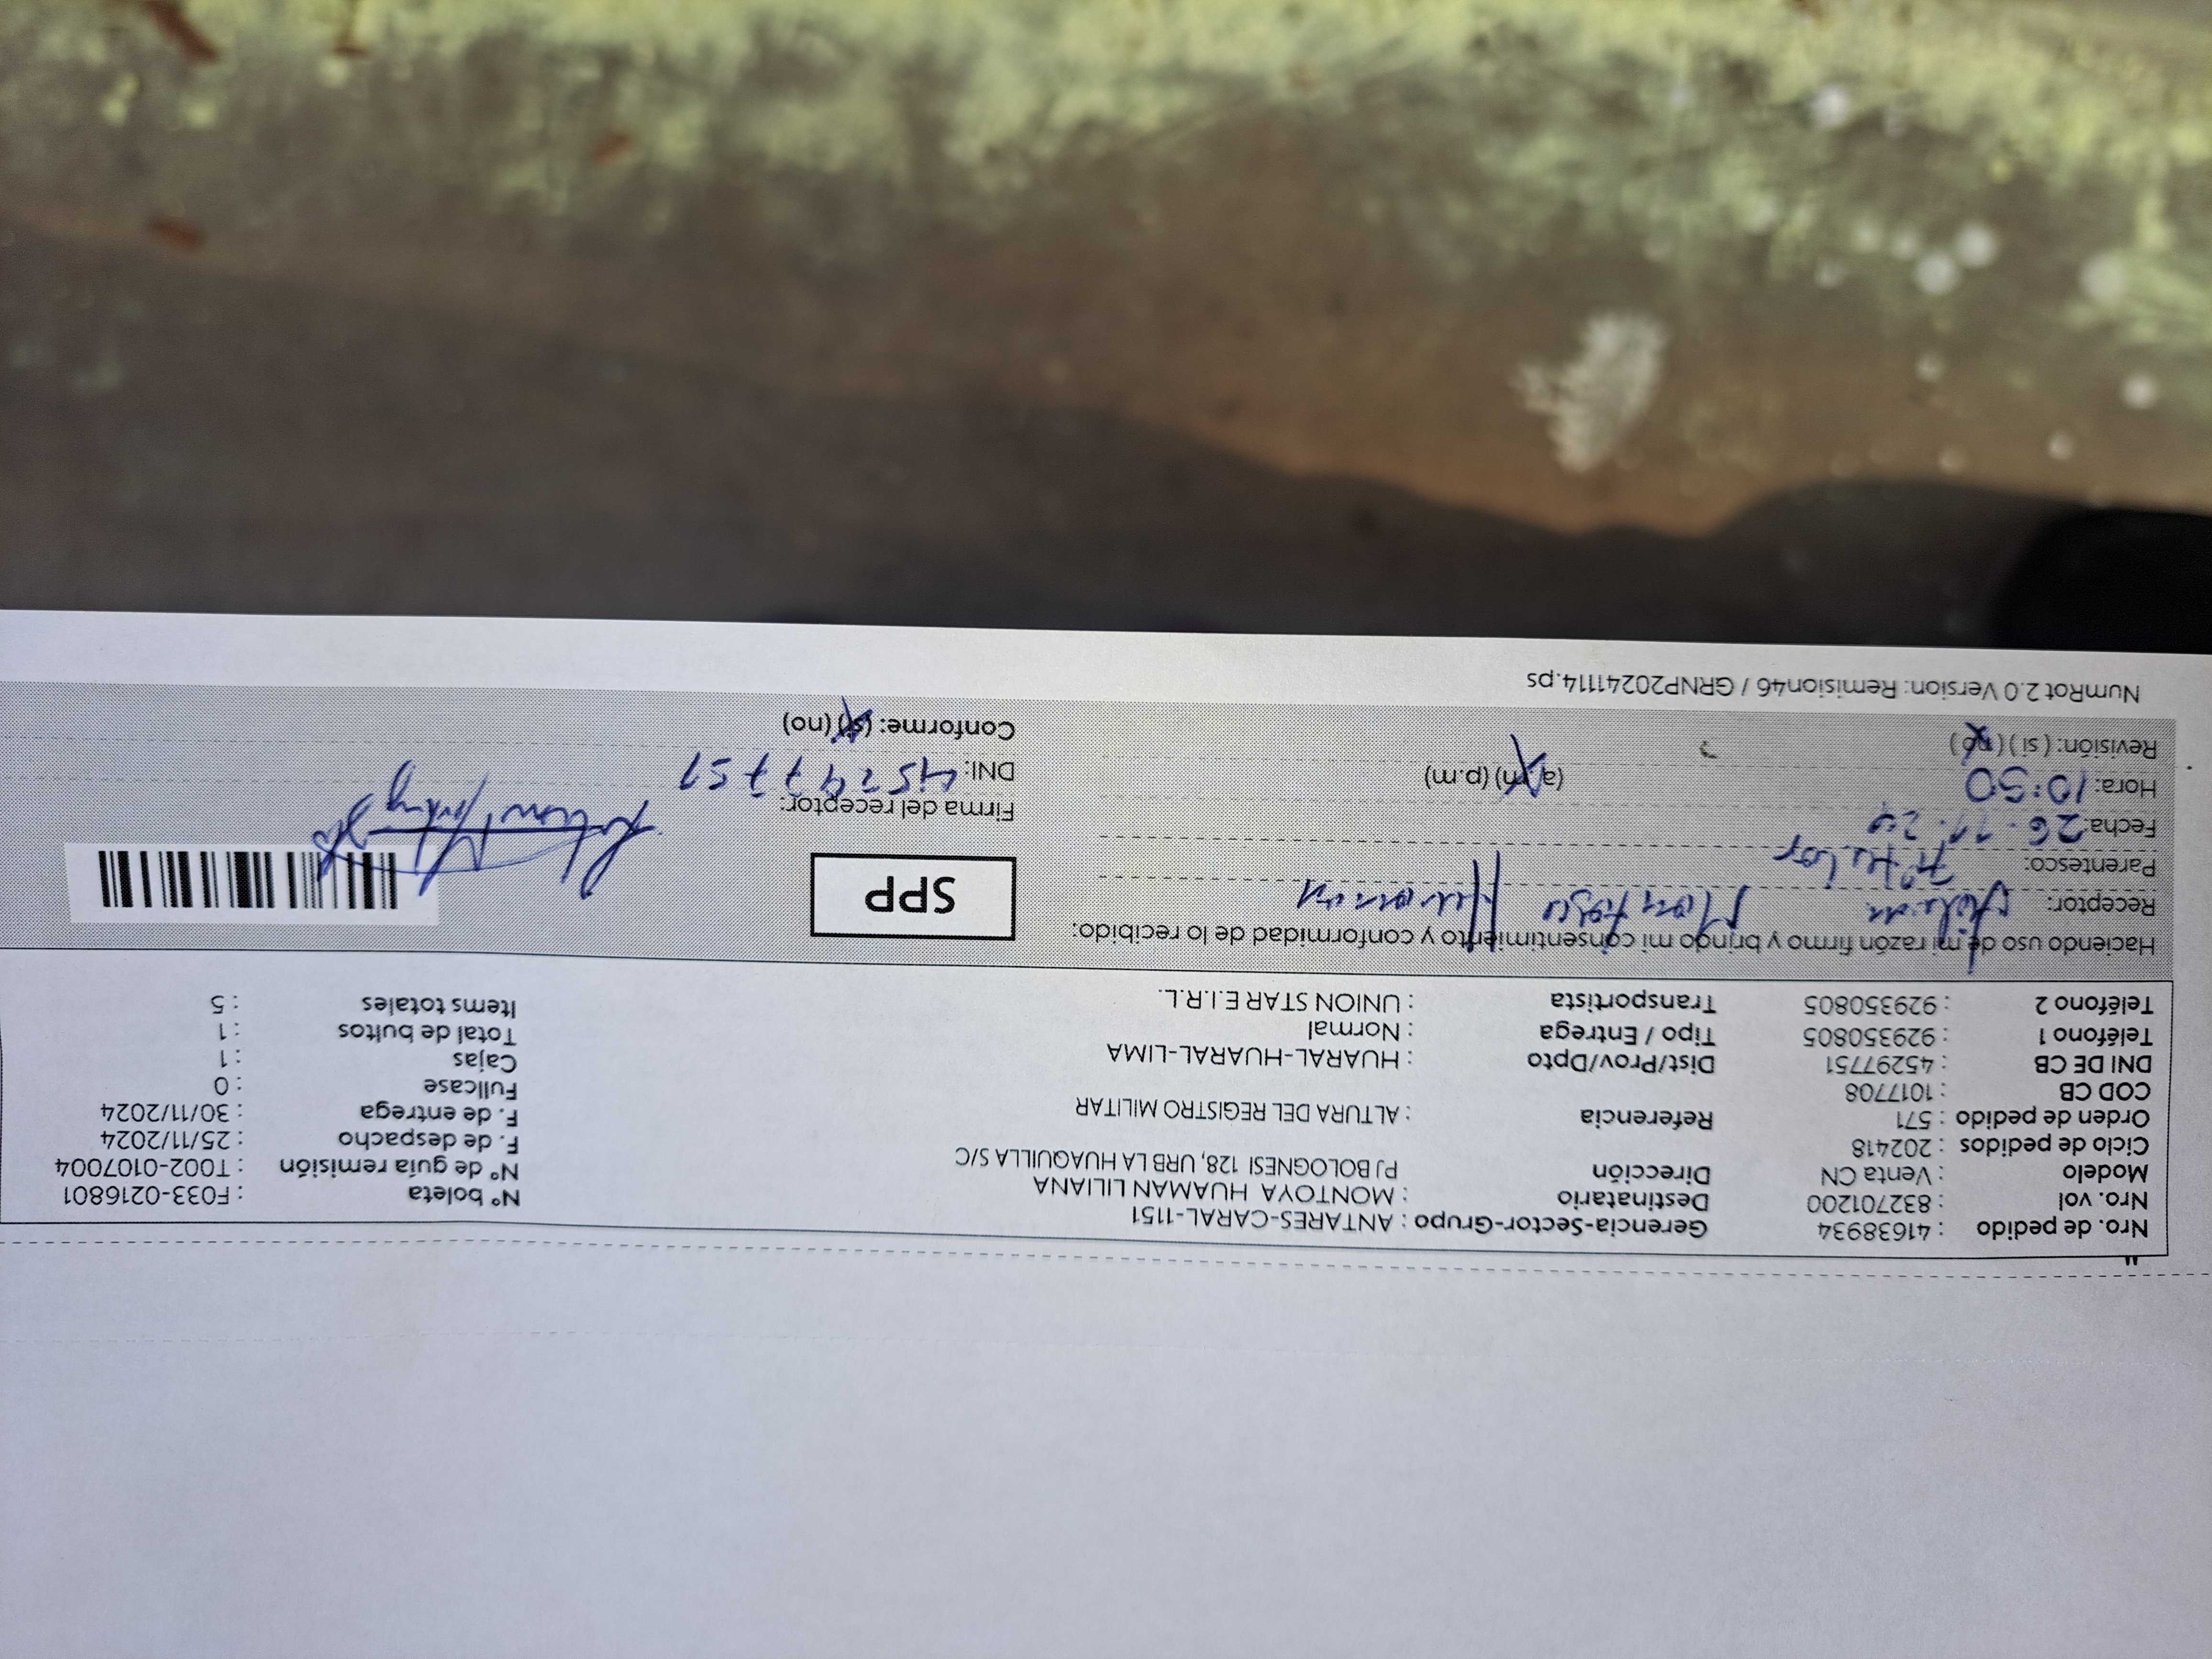 Nro. de pedido : 41638934 Gerencia-Sector-Grupo : ANTARES-CARAL-1151 N° boleta : F033-0216801
Nro. vol : 832701200 Destinatario : MONTOYA HUAMAN LILIANA N° de guía remisión : T002-0107004
Modelo : Venta CN Dirección PJ BOLOGNESI 128, URB LA HUAQUILLA S/C F. de despacho : 25/11/2024
Ciclo de pedidos : 202418 F. de entrega : 30/11/2024
Orden de pedido : 571 Referencia : ALTURA DEL REGISTRO MILITAR Fullcase : 0
COD CB : 1017708 Cajas : 1
DNI DE CB : 45297751 Dist/Prov/Dpto : HUARAL-HUARAL-LIMA Total de bultos : 1
Teléfono 1 : 929350805 Tipo / Entrega : Normal Items totales : 5
Teléfono 2 : 929350805 Transportista : UNION STAR E.I.R.L.
Haciendo uso de mi razón firmo y brindo mi consentimiento y conformidad de lo recibido:
Receptor: Liliana Montoya Huaman SPP
Parentesco: Titular
Fecha: 26.11.24 Firma del receptor:
Hora: 10:50 (a.m) (p.m) DNI: 45297751
Revisión: (si) (no) Conforme: (si) (no)
NumRot 2.0 Version: Remision46 / GRNP20241114.ps